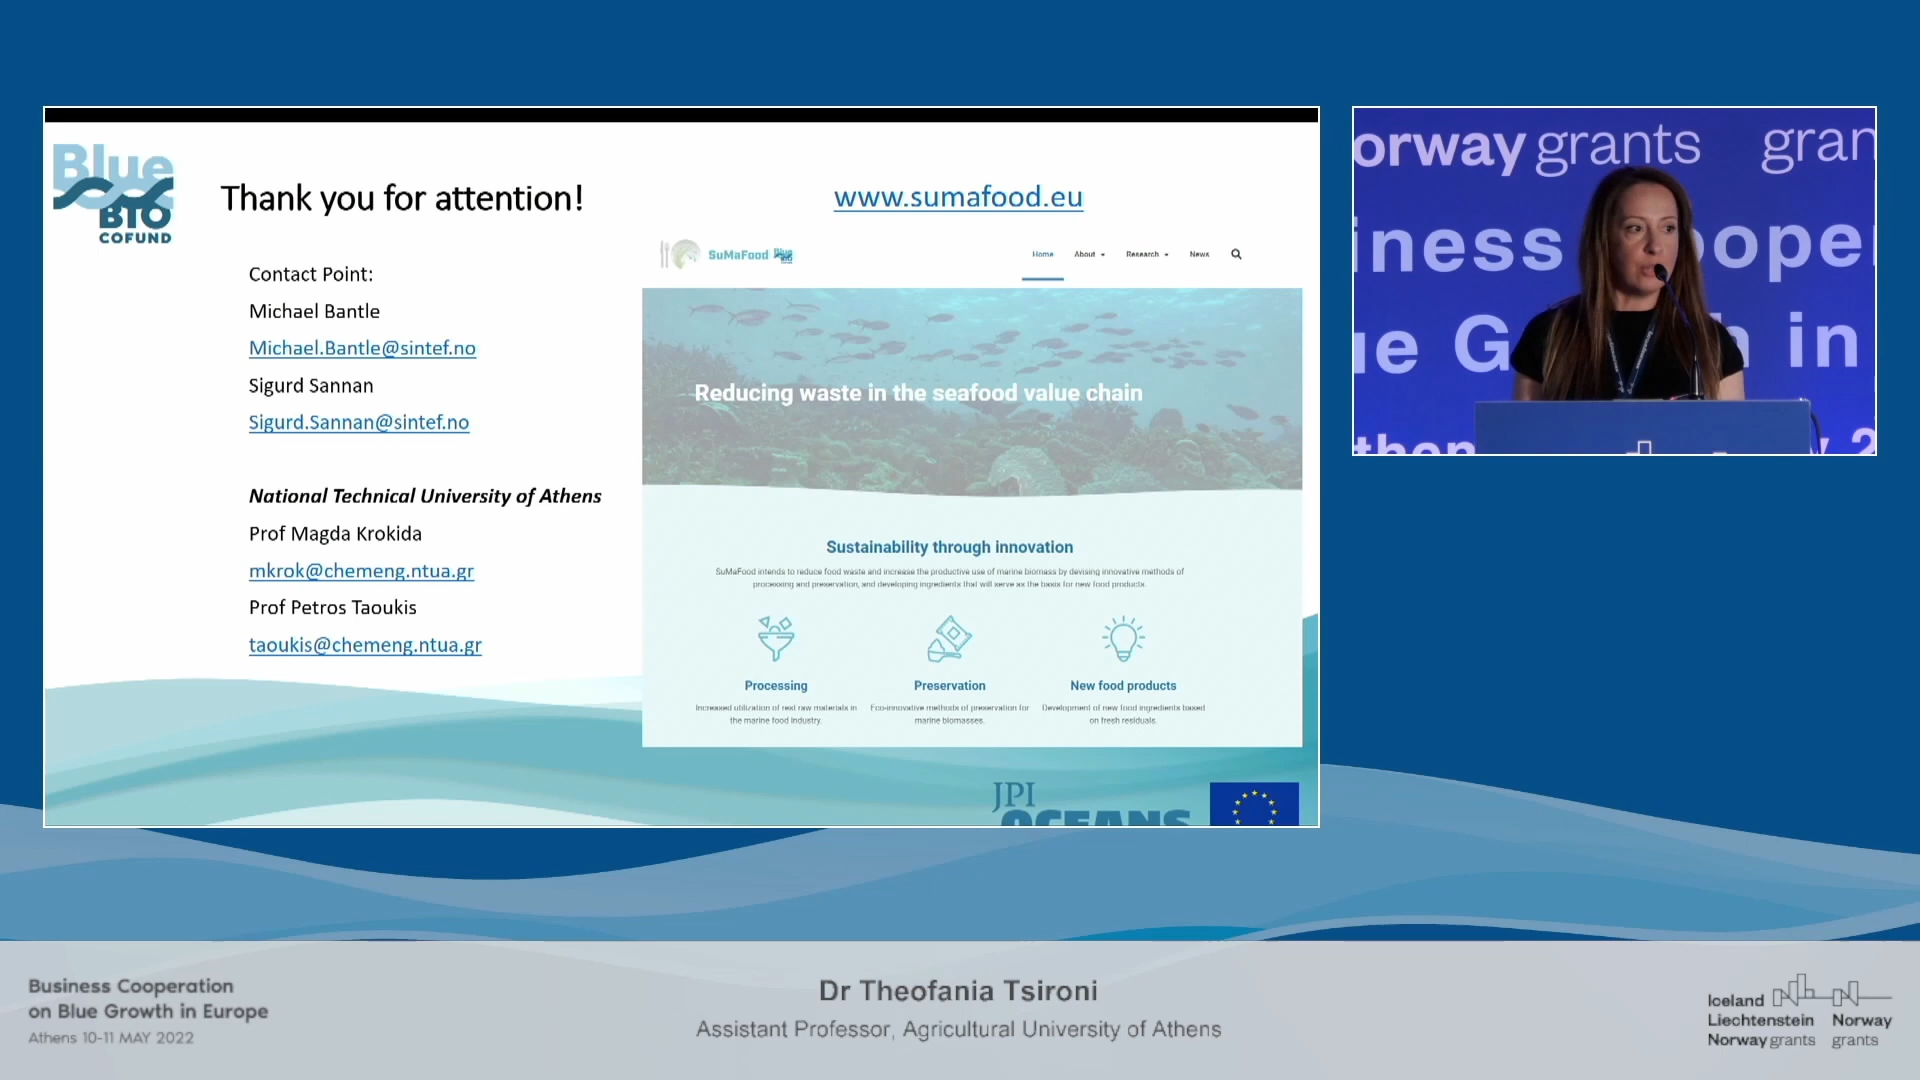 Blue
BIO
COFUND
Thank you for attention!
www.sumafood.eu
Contact Point:
Michael Bantle
Michael.Bantle@sintef.no
Sigurd Sannan
Sigurd.Sannan@sintef.no
National Technical University of Athens
Prof Magda Krokida
mkrok@chemeng.ntua.gr
Prof Petros Taoukis
taoukis@chemeng.ntua.gr
SuMaFood Blue BIO
Home About Research News
Reducing waste in the seafood value chain
Sustainability through innovation
SuMaFood intends to reduce food waste and increase the productive use of marine biomass by devising innovative methods of
processing and preservation, and developing ingredients that will serve as the basis for new food products.
Processing
Increased utilization of rest raw materials in
the marine food industry.
Preservation
Eco-innovative methods of preservation for
marine biomasses.
New food products
Development of new food ingredients based
on fresh residuals.
JPI
OCEANS
orway grants gran
iness ooper
ue G h in
then y 2
Business Cooperation
on Blue Growth in Europe
Athens 10-11 MAY 2022
Dr Theofania Tsironi
Assistant Professor, Agricultural University of Athens
Iceland
Liechtenstein Norway
Norway grants grants